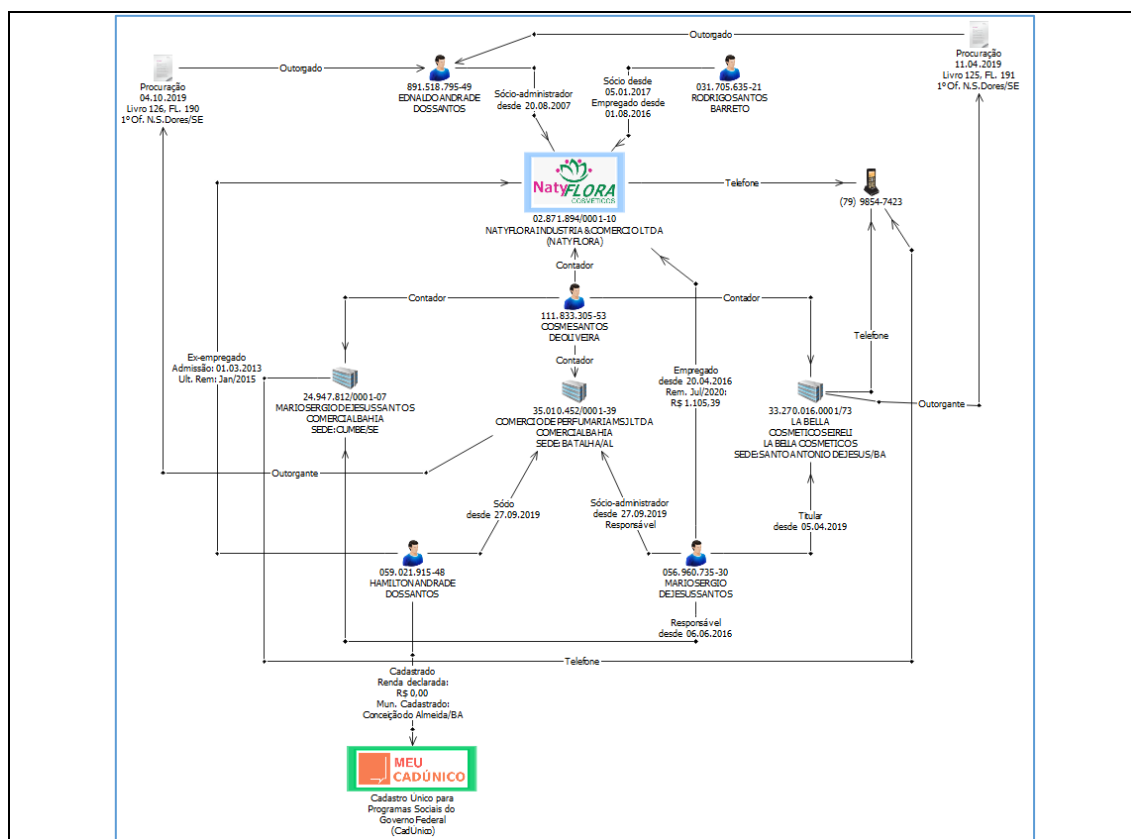 Outorgado
Procuração
11.04.2019
Livro 125, FL. 191
1º Of. N.S.Dores/SE
Procuração
04.10.2019
Livro 126, FL. 190
1º Of. N.S.Dores/SE
Outorgado
891.518.795-49
EDNALDO ANDRADE
DOS SANTOS
Sócio-administrador
desde 20.08.2007
Sócio desde
05.01.2017
Empregado desde
01.08.2016
031.705.635-21
RODRIGO SANTOS
BARRETO
NatyFLORA
COSMETICOS
02.871.894/0001-10
NATYFLORA INDUSTRIA & COMERCIO LTDA
(NATYFLORA)
Telefone
(79) 9854-7423
Contador
Contador
Contador
111.833.305-53
COSME SANTOS
DE OLIVEIRA
Contador
Telefone
Ex-empregado
Admissão: 01.03.2013
Ult. Rem: Jan/2015
Empregado
desde 20.04.2016
Rem. Jul/2020:
R$ 1.105,39
24.947.812/0001-07
MARIO SERGIO DE JESUS SANTOS
COMERCIAL BAHIA
SEDE: CUMBE/SE
35.010.452/0001-39
COMERCIO DE PERFUMARIA MSJ LTDA
COMERCIAL BAHIA
SEDE: BATALHA/AL
33.270.016.0001/73
LA BELLA
COSMETICOS EIRELI
LA BELLA COSMETICOS
SEDE:SANTO ANTONIO DE JESUS/BA
Outorgante
Outorgante
Sócio
desde 27.09.2019
Sócio-administrador
desde 27.09.2019
Responsável
Titular
desde 05.04.2019
059.021.915-48
HAMILTON ANDRADE
DOS SANTOS
056.960.735-30
MARIO SERGIO
DE JESUS SANTOS
Responsável
desde 06.06.2016
Telefone
Cadastrado
Renda declarada:
R$ 0,00
Mun. Cadastrado:
Conceição do Almeida/BA
MEU
CADÚNICO
Cadastro Único para
Programas Sociais do
Governo Federal
(CadUnico)